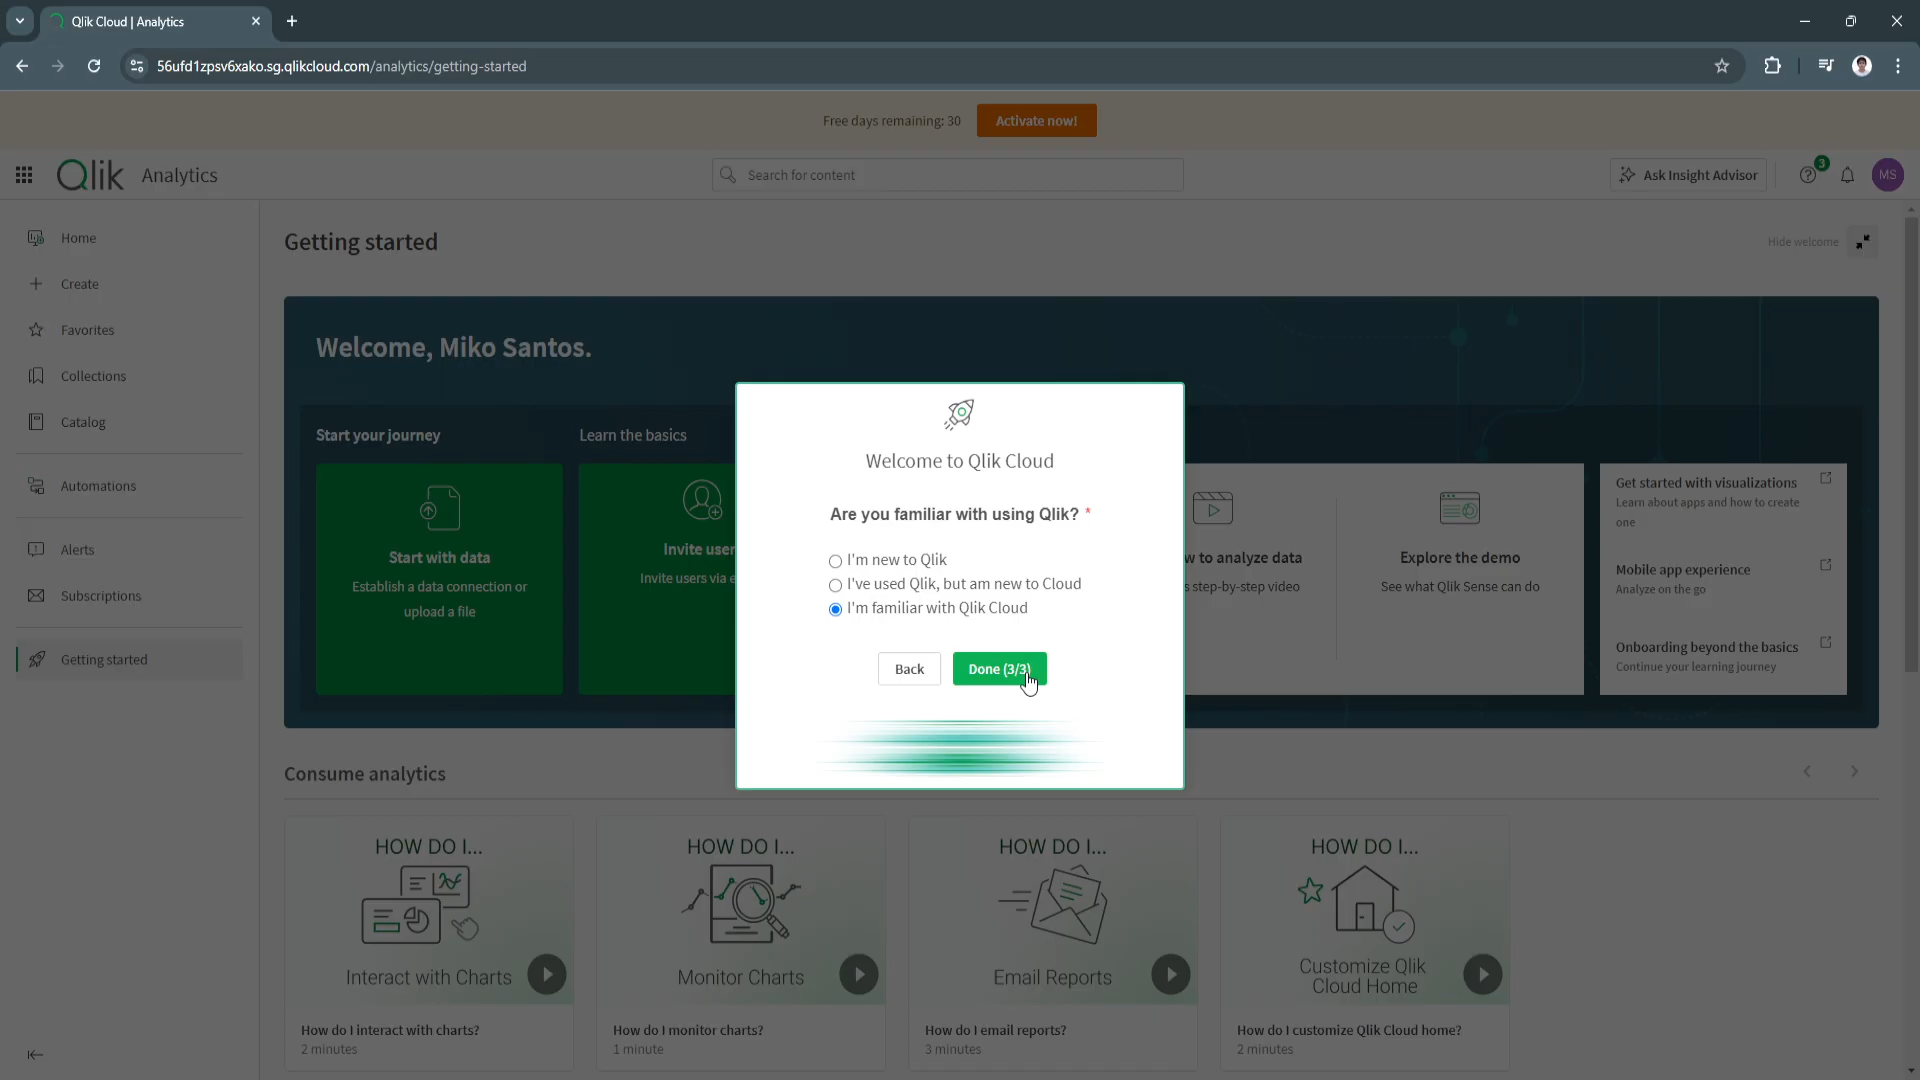 Qlik Cloud | Analytics
56ufd1zpsv6xako.sg.qlikcloud.com/analytics/getting-started
Free days remaining: 30
Activate now!
Qlik Analytics
Search for content
Ask Insight Advisor
3
MS
Home
Create
Favorites
Collections
Catalog
Automations
Alerts
Subscriptions
Getting started
Getting started
Hide welcome
Welcome, Miko Santos.
Start your journey
Learn the basics
Start with data
Establish a data connection or
upload a file
Invite user
Invite users via e
Welcome to Qlik Cloud
Are you familiar with using Qlik? *
I'm new to Qlik
I've used Qlik, but am new to Cloud
I'm familiar with Qlik Cloud
Back
Done (3/3)
w to analyze data
s step-by-step video
Explore the demo
See what Qlik Sense can do
Get started with visualizations
Learn about apps and how to create
one
Mobile app experience
Analyze on the go
Onboarding beyond the basics
Continue your learning journey
Consume analytics
HOW DO I...
Interact with Charts
How do I interact with charts?
2 minutes
HOW DO I...
Monitor Charts
How do I monitor charts?
1 minute
HOW DO I...
Email Reports
How do I email reports?
3 minutes
HOW DO I...
Customize Qlik
Cloud Home
How do I customize Qlik Cloud home?
2 minutes